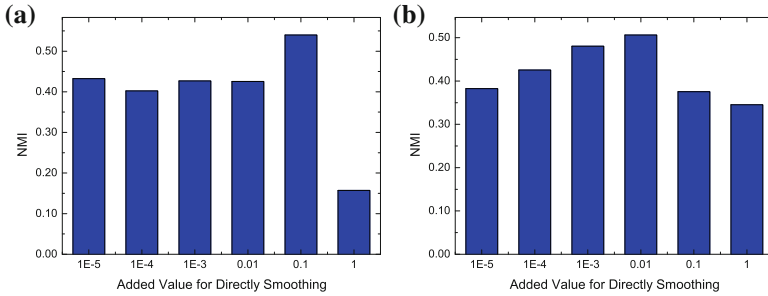 (a)
0.50
0.40
0.30
0.20
0.10
0.00
NMI
1E-5 1E-4 1E-3 0.01 0.1 1
Added Value for Directly Smoothing
(b)
0.50
0.40
0.30
0.20
0.10
0.00
NMI
1E-5 1E-4 1E-3 0.01 0.1 1
Added Value for Directly Smoothing